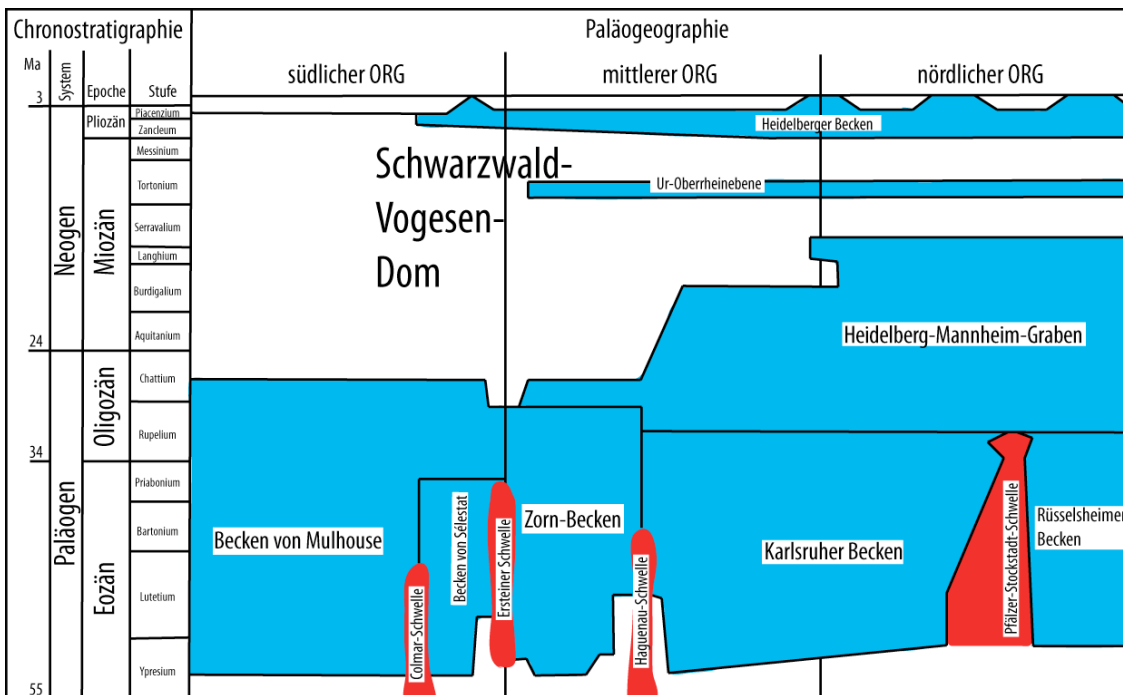 Chronostratigraphie
Paläogeographie
Ma
System
Epoche
Stufe
südlicher ORG
mittlerer ORG
nördlicher ORG
3
Pliozän
Piacenzium
Zancleum
Heidelberger Becken
Neogen
Miozän
Messinium
Tortonium
Serravalium
Langhium
Burdigalium
Aquitanium
Schwarzwald-
Vogesen-
Dom
Ur-Oberrheinebene
Heidelberg-Mannheim-Graben
24
Paläogen
Oligozän
Chattium
Rupelium
34
Eozän
Priabonium
Bartonium
Lutetium
Ypresium
55
Becken von Mulhouse
Colmar-Schwelle
Becken von Sélestat
Ersteiner Schwelle
Zorn-Becken
Haguenau-Schwelle
Karlsruher Becken
Pfälzer-Stockstadt-Schwelle
Rüsselsheimer
Becken